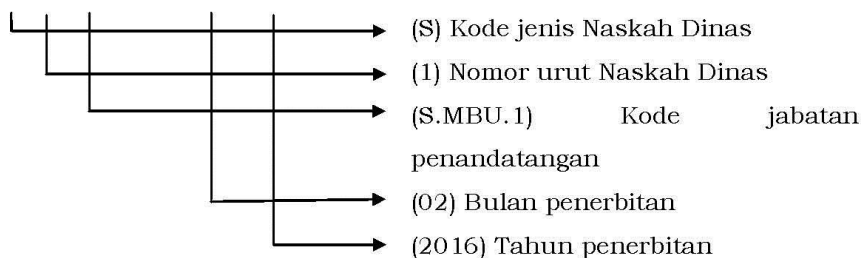 (S) Kode jenis Naskah Dinas
(1) Nomor urut Naskah Dinas
(S.MBU.1) Kode jabatan
penandatangan
(02) Bulan penerbitan
(2016) Tahun penerbitan